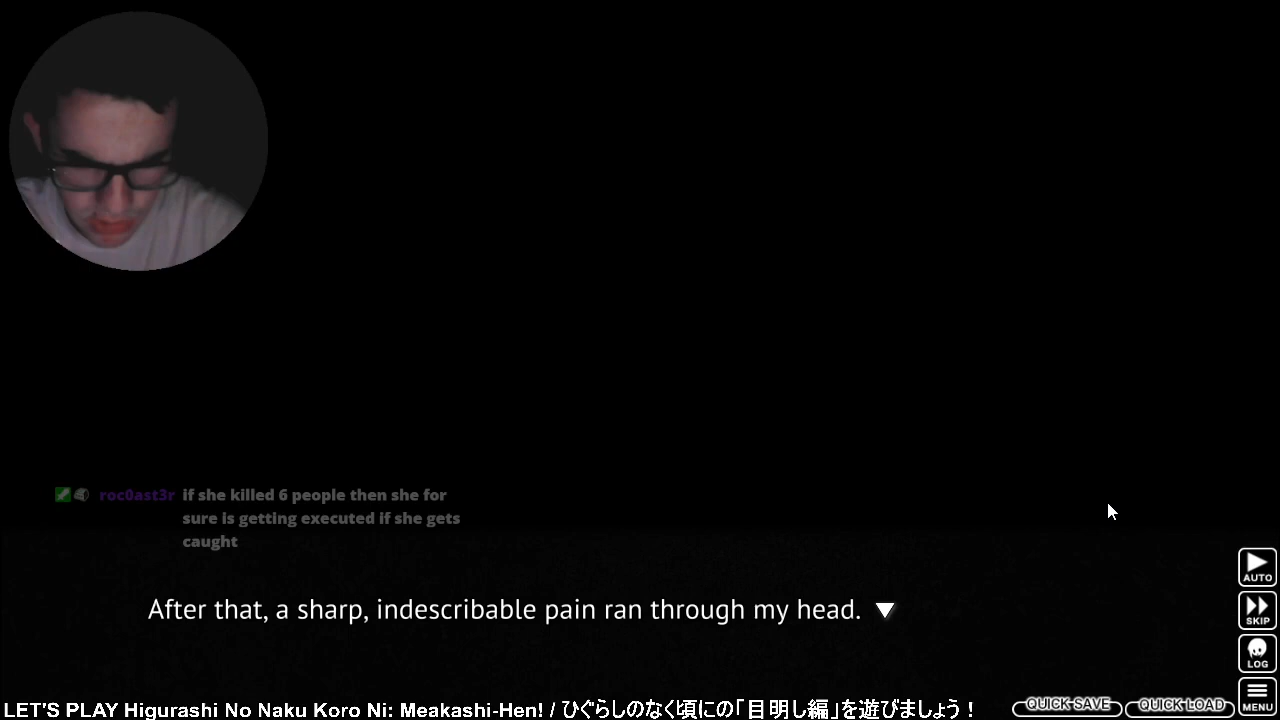 roc0ast3r if she killed 6 people then she for
sure is getting executed if she gets
caught
After that, a sharp, indescribable pain ran through my head.
AUTO
SKIP
LOG
MENU
QUICK SAVE QUICK LOAD
LET'S PLAY Higurashi No Naku Koro Ni: Meakashi-Hen! / ひぐらしのなく頃にの「目明し編」を遊びましょう！